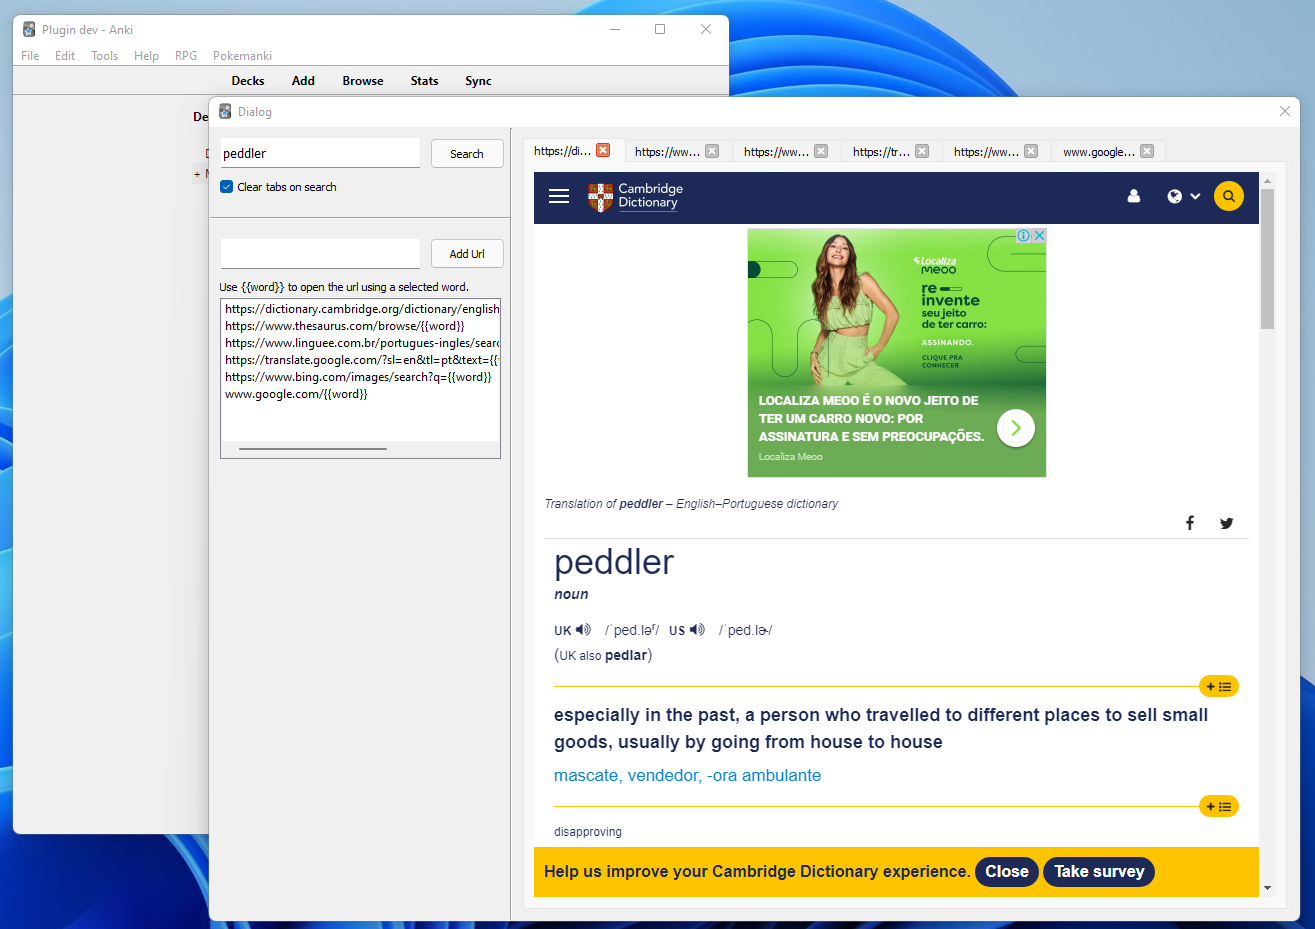 Plugin dev - Anki
File Edit Tools Help RPG Pokemanki
Decks Add Browse Stats Sync
De
Dialog
peddler
Search
Clear tabs on search
Add Url
Use {{word}} to open the url using a selected word.
https://dictionary.cambridge.org/dictionary/english
https://www.thesaurus.com/browse/{{word}}
https://www.linguee.com.br/portugues-ingles/searc
https://translate.google.com/?sl=en&tl=pt&text={{
https://www.bing.com/images/search?q={{word}}
www.google.com/{{word}}
https://di... https://ww... https://ww... https://tr... https://ww... www.google...
Cambridge
Dictionary
Localiza
meoo
re
invente
seu jeito
de ter carro:
ASSINANDO.
CLIQUE PRA
CONHECER
LOCALIZA MEOO É O NOVO JEITO DE
TER UM CARRO NOVO: POR
ASSINATURA E SEM PREOCUPAÇÕES.
Localiza Meoo
Translation of peddler – English–Portuguese dictionary
peddler
noun
UK /ˈped.lər/ US /ˈped.lɚ/
(UK also pedlar)
especially in the past, a person who travelled to different places to sell small
goods, usually by going from house to house
mascate, vendedor, -ora ambulante
disapproving
Help us improve your Cambridge Dictionary experience. Close Take survey